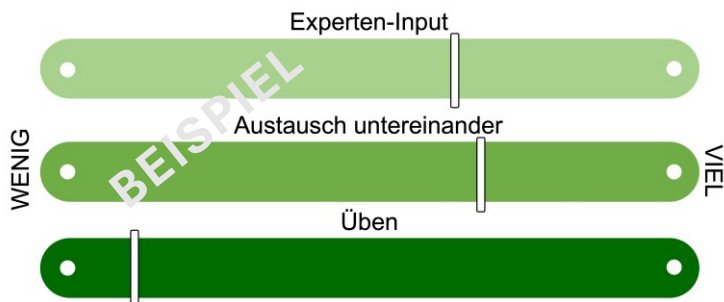 Experten-Input
BEISPIEL
Austausch untereinander
WENIG
VIEL
Üben